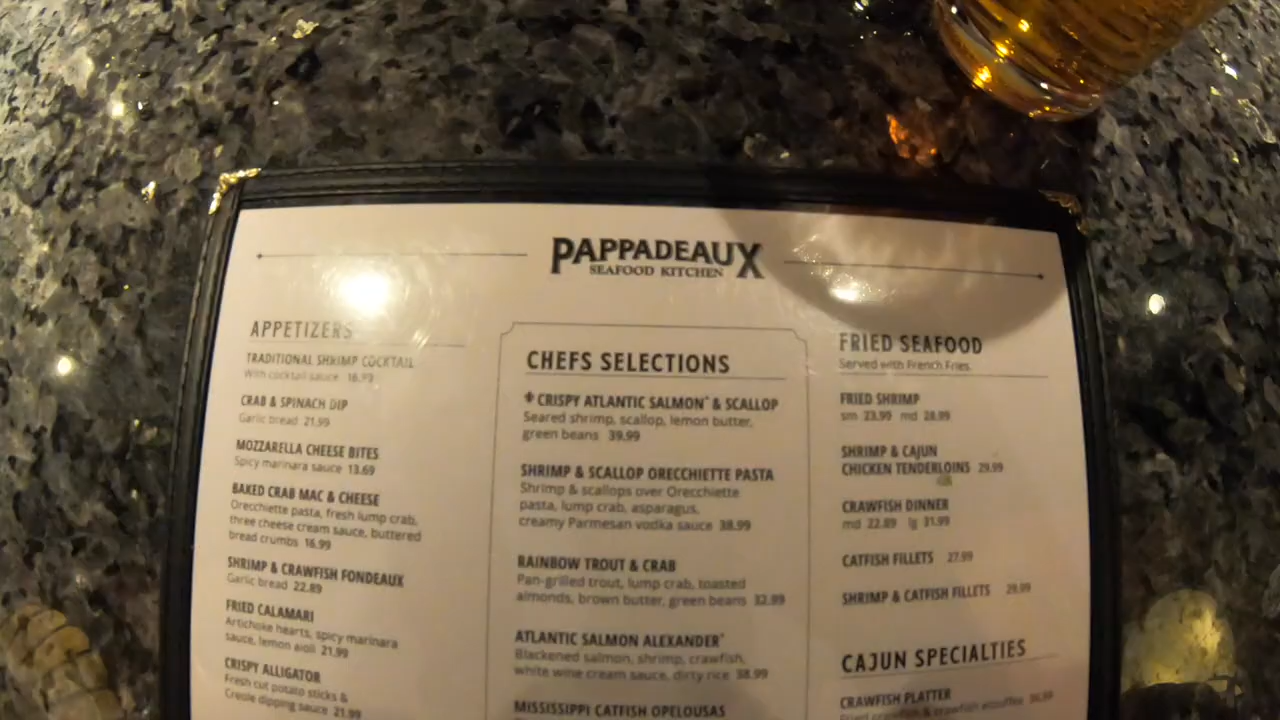 PAPPADEAUX
SEAFOOD KITCHEN
APPETIZERS
TRADITIONAL SHRIMP COCKTAIL
With cocktail sauce 16.99
CRAB & SPINACH DIP
Garlic bread 21.99
MOZZARELLA CHEESE BITES
Spicy marinara sauce 13.69
BAKED CRAB MAC & CHEESE
Orecchiette pasta, fresh lump crab,
three cheese cream sauce, buttered
bread crumbs 16.99
SHRIMP & CRAWFISH FONDEAUX
Garlic bread 22.89
FRIED CALAMARI
Artichoke hearts, spicy marinara
sauce, lemon aioli 21.99
CRISPY ALLIGATOR
Fresh cut potato sticks &
Creole dipping sauce 21.99
CHEFS SELECTIONS
CRISPY ATLANTIC SALMON* & SCALLOP
Seared shrimp, scallop, lemon butter,
green beans 39.99
SHRIMP & SCALLOP ORECCHIETTE PASTA
Shrimp & scallops over Orecchiette
pasta, lump crab, asparagus,
creamy Parmesan vodka sauce 38.99
RAINBOW TROUT & CRAB
Pan-grilled trout, lump crab, toasted
almonds, brown butter, green beans 32.99
ATLANTIC SALMON ALEXANDER*
Blackened salmon, shrimp, crawfish,
white wine cream sauce, dirty rice 38.99
MISSISSIPPI CATFISH OPELOUSAS
FRIED SEAFOOD
Served with French Fries.
FRIED SHRIMP
sm 23.99 md 28.99
SHRIMP & CAJUN
CHICKEN TENDERLOINS 29.99
CRAWFISH DINNER
md 22.89 lg 31.99
CATFISH FILLETS 27.99
SHRIMP & CATFISH FILLETS 29.99
CAJUN SPECIALTIES
CRAWFISH PLATTER
Fried crawfish & crawfish etouffee